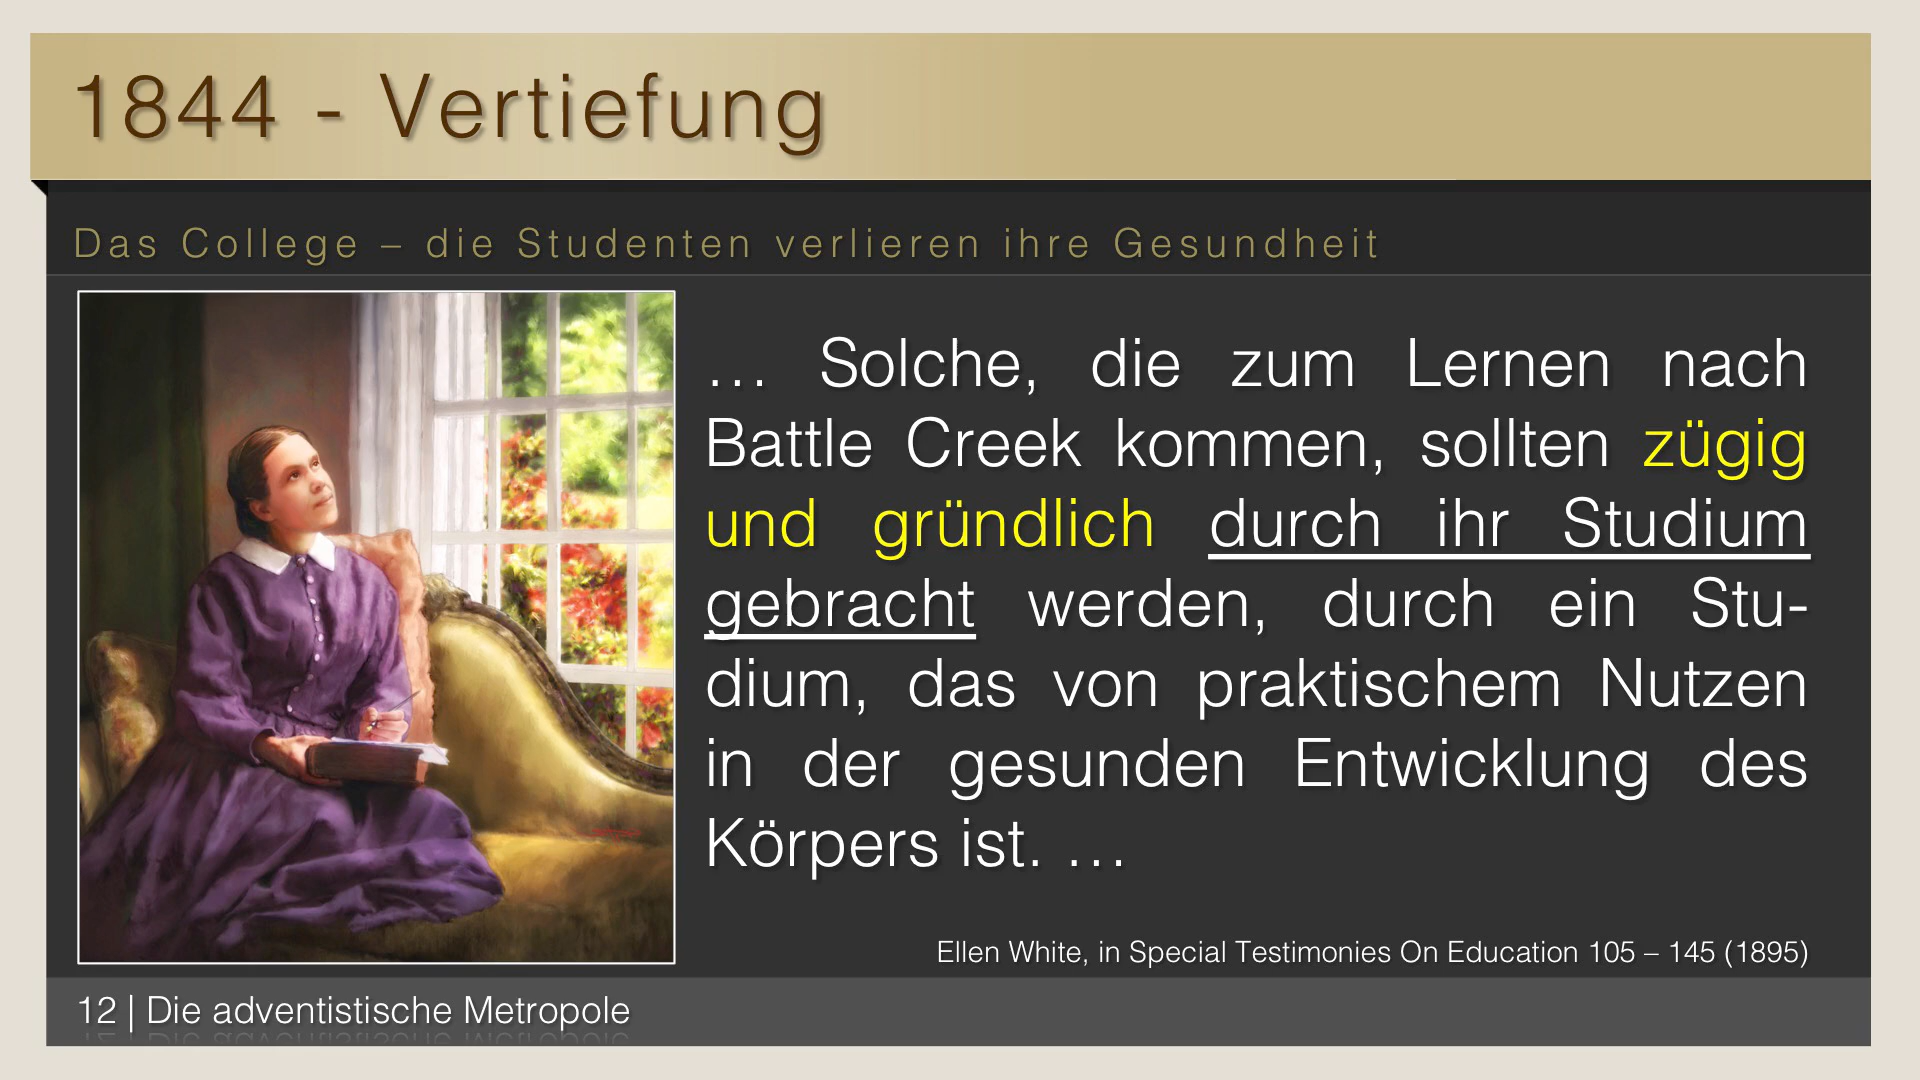 1844 - Vertiefung
Das College – die Studenten verlieren ihre Gesundheit
… Solche, die zum Lernen nach
Battle Creek kommen, sollten zügig
und gründlich durch ihr Studium
gebracht werden, durch ein Stu-
dium, das von praktischem Nutzen
in der gesunden Entwicklung des
Körpers ist. …
Ellen White, in Special Testimonies On Education 105 – 145 (1895)
12 | Die adventistische Metropole